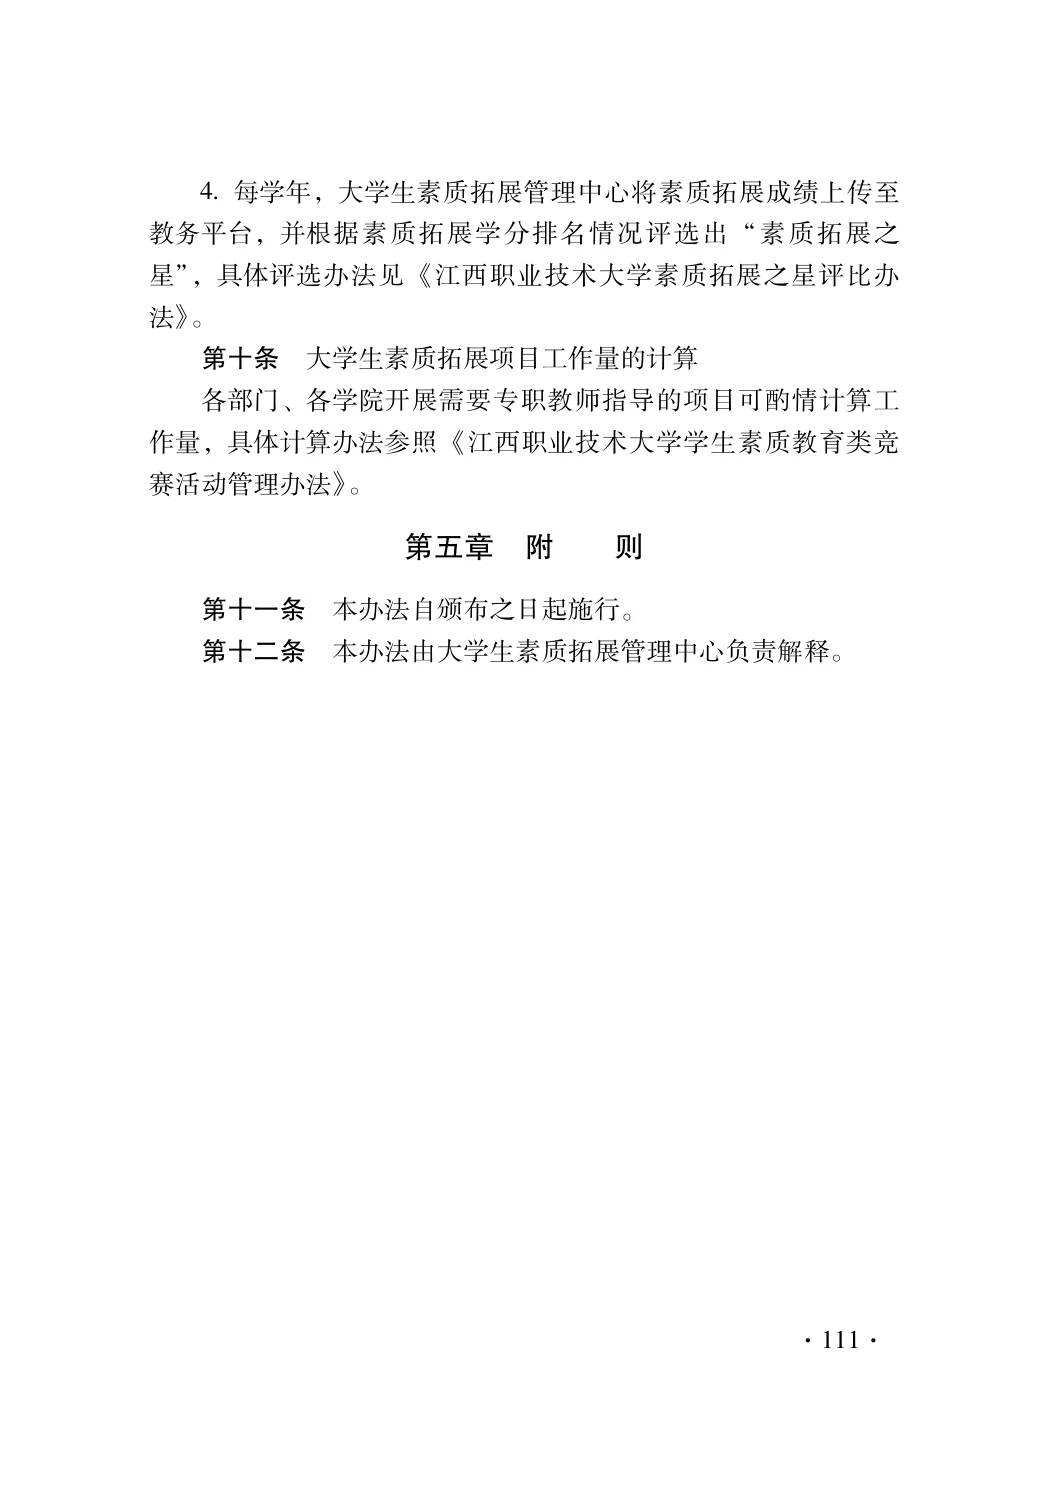 4. 每学年，大学生素质拓展管理中心将素质拓展成绩上传至
教务平台，并根据素质拓展学分排名情况评选出“素质拓展之
星”，具体评选办法见《江西职业技术大学素质拓展之星评比办
法》。
第十条　大学生素质拓展项目工作量的计算
各部门、各学院开展需要专职教师指导的项目可酌情计算工
作量，具体计算办法参照《江西职业技术大学学生素质教育类竞
赛活动管理办法》。
第五章　附　　则
第十一条　本办法自颁布之日起施行。
第十二条　本办法由大学生素质拓展管理中心负责解释。
· 111 ·